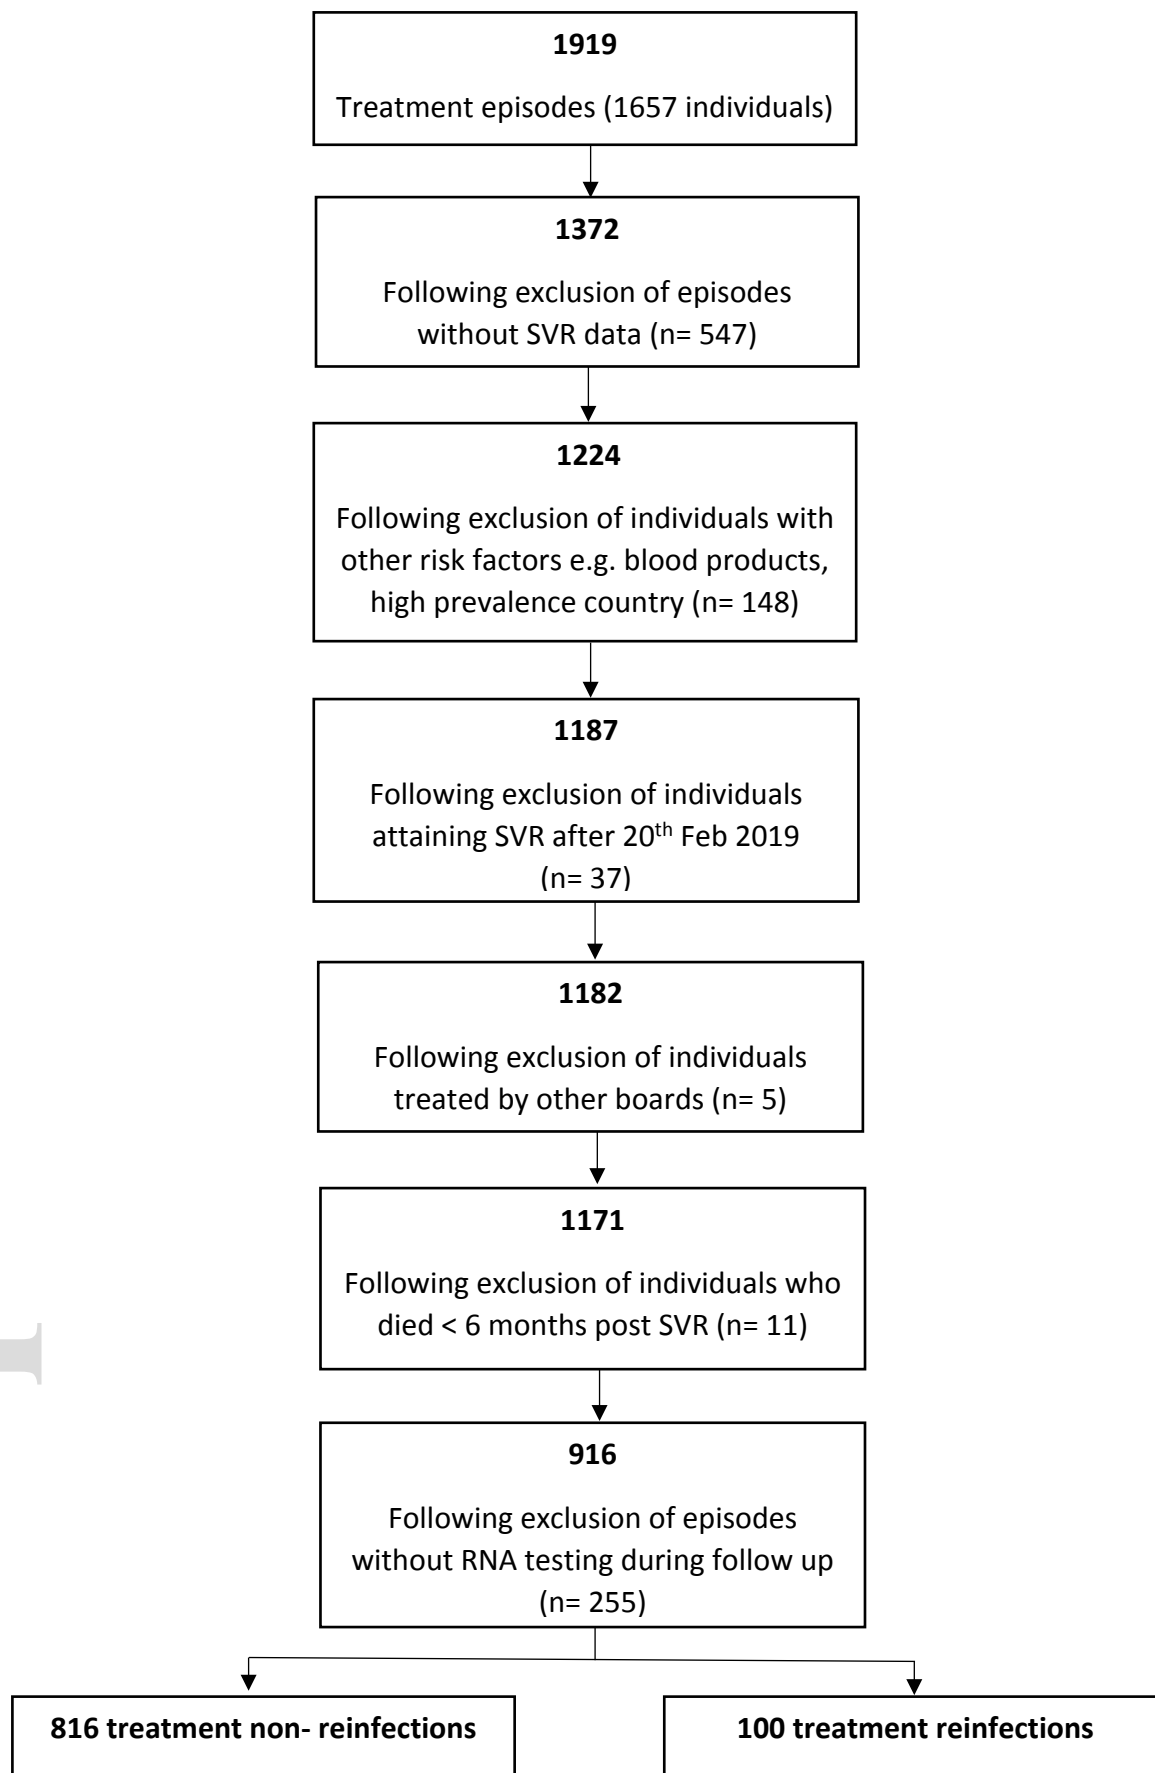 1919
Treatment episodes (1657 individuals)
1372
Following exclusion of episodes
without SVR data (n= 547)
1224
Following exclusion of individuals with
other risk factors e.g. blood products,
high prevalence country (n= 148)
1187
Following exclusion of individuals
attaining SVR after 20th Feb 2019
(n= 37)
1182
Following exclusion of individuals
treated by other boards (n= 5)
1171
Following exclusion of individuals who
died < 6 months post SVR (n= 11)
916
Following exclusion of episodes
without RNA testing during follow up
(n= 255)
816 treatment non- reinfections
100 treatment reinfections